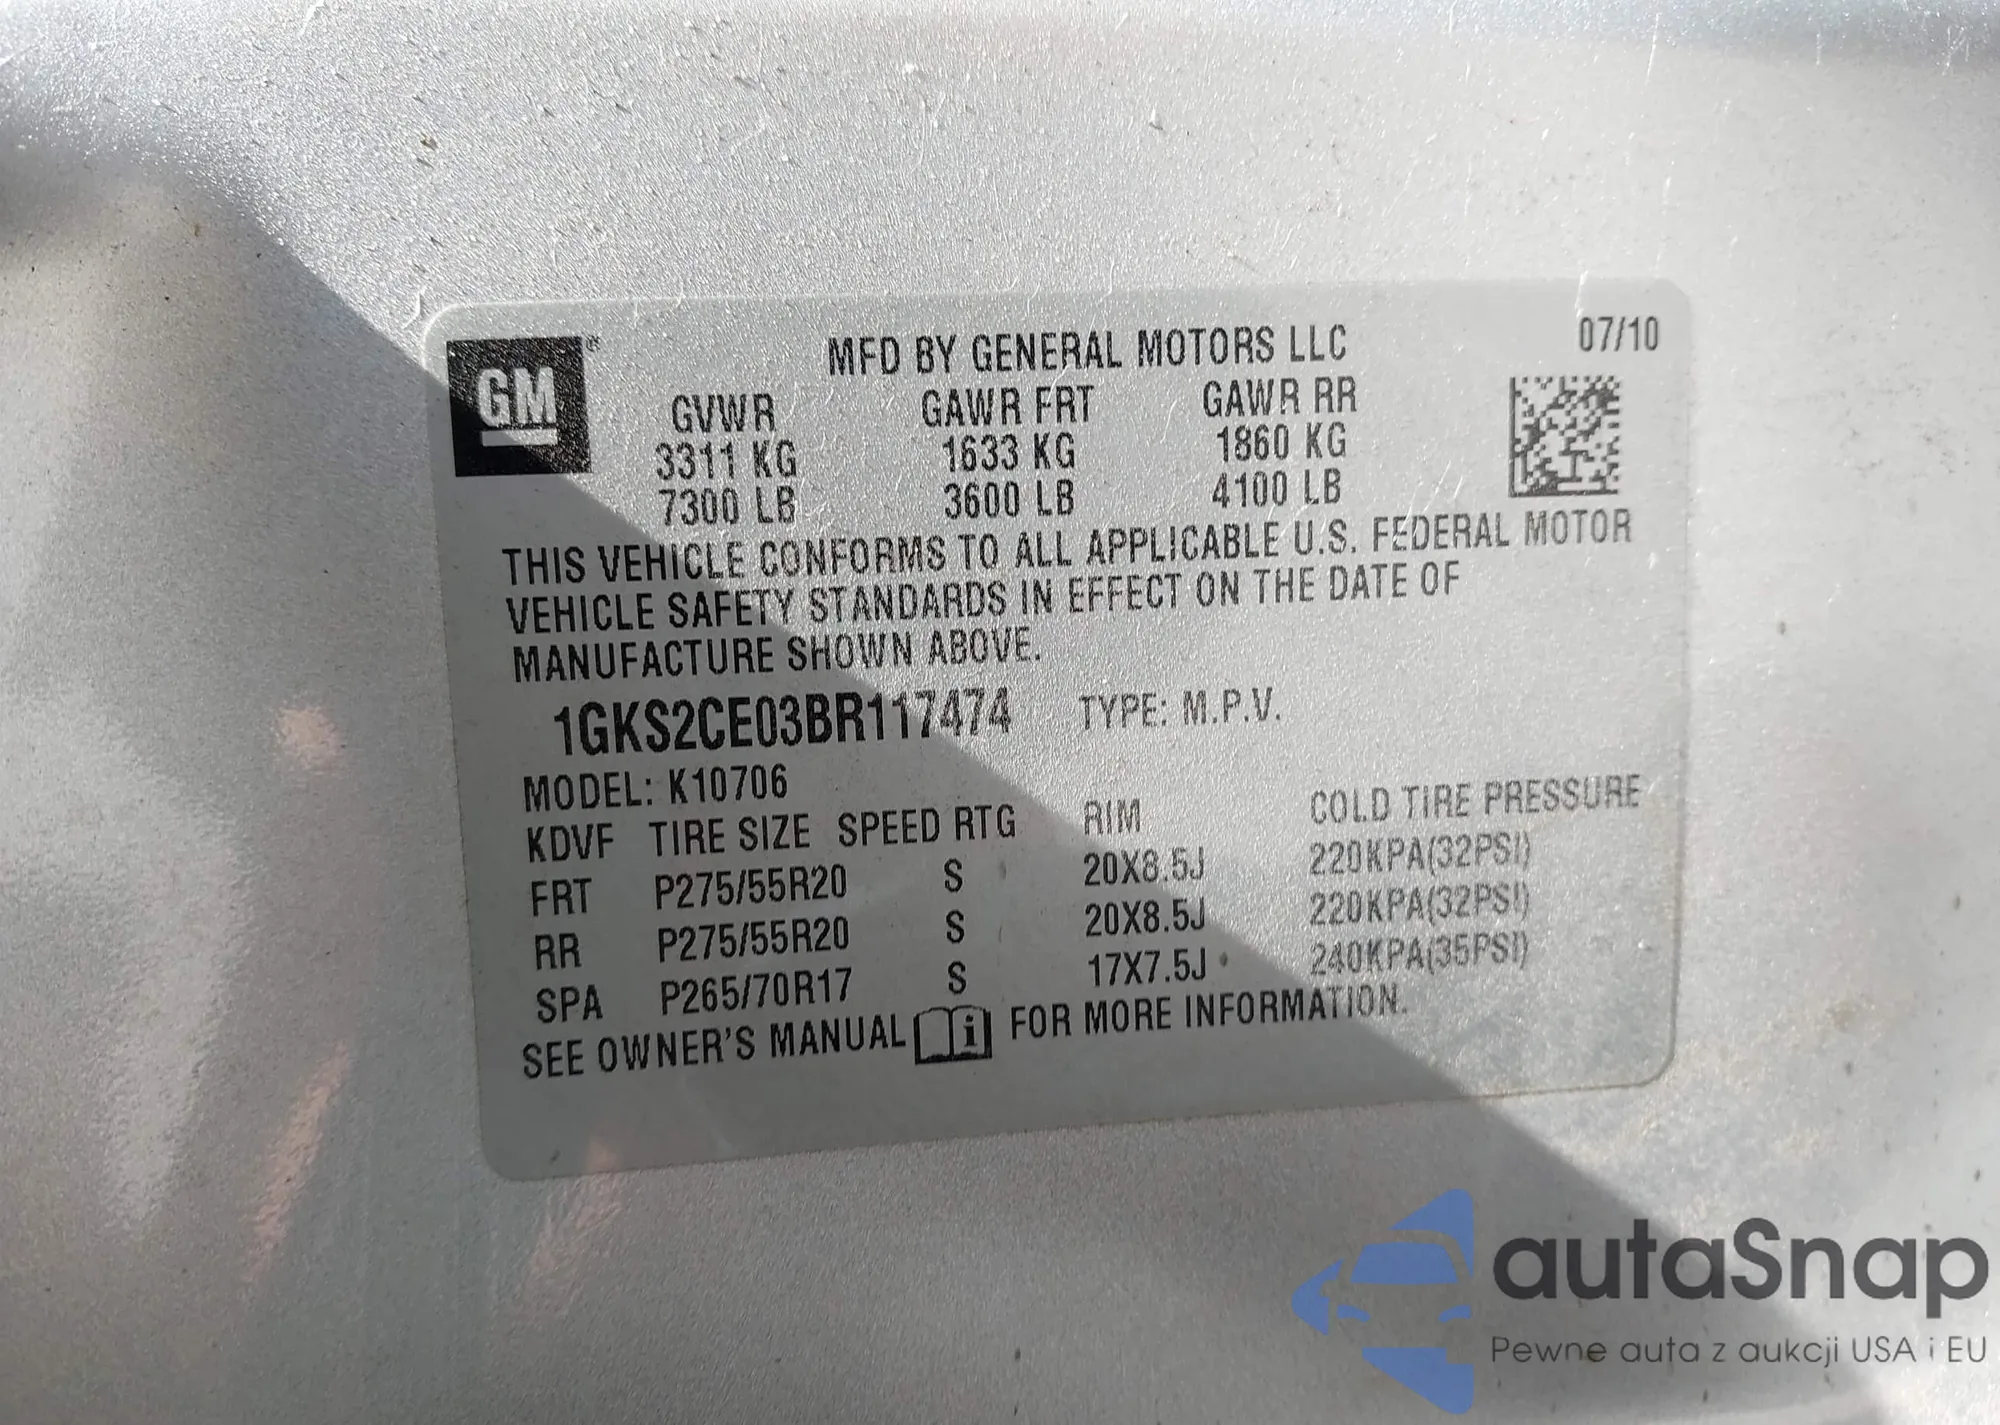 GM®
MFD BY GENERAL MOTORS LLC 07/10
GVWR GAWR FRT GAWR RR
3311 KG 1633 KG 1860 KG
7300 LB 3600 LB 4100 LB
THIS VEHICLE CONFORMS TO ALL APPLICABLE U.S. FEDERAL MOTOR
VEHICLE SAFETY STANDARDS IN EFFECT ON THE DATE OF
MANUFACTURE SHOWN ABOVE.
1GKS2CE03BR117474 TYPE: M.P.V.
MODEL: K10706
KDVF TIRE SIZE SPEED RTG RIM COLD TIRE PRESSURE
FRT P275/55R20 S 20X8.5J 220KPA(32PSI)
RR P275/55R20 S 20X8.5J 220KPA(32PSI)
SPA P265/70R17 S 17X7.5J 240KPA(35PSI)
SEE OWNER'S MANUAL i FOR MORE INFORMATION.
autaSnap
Pewne auta z aukcji USA i EU